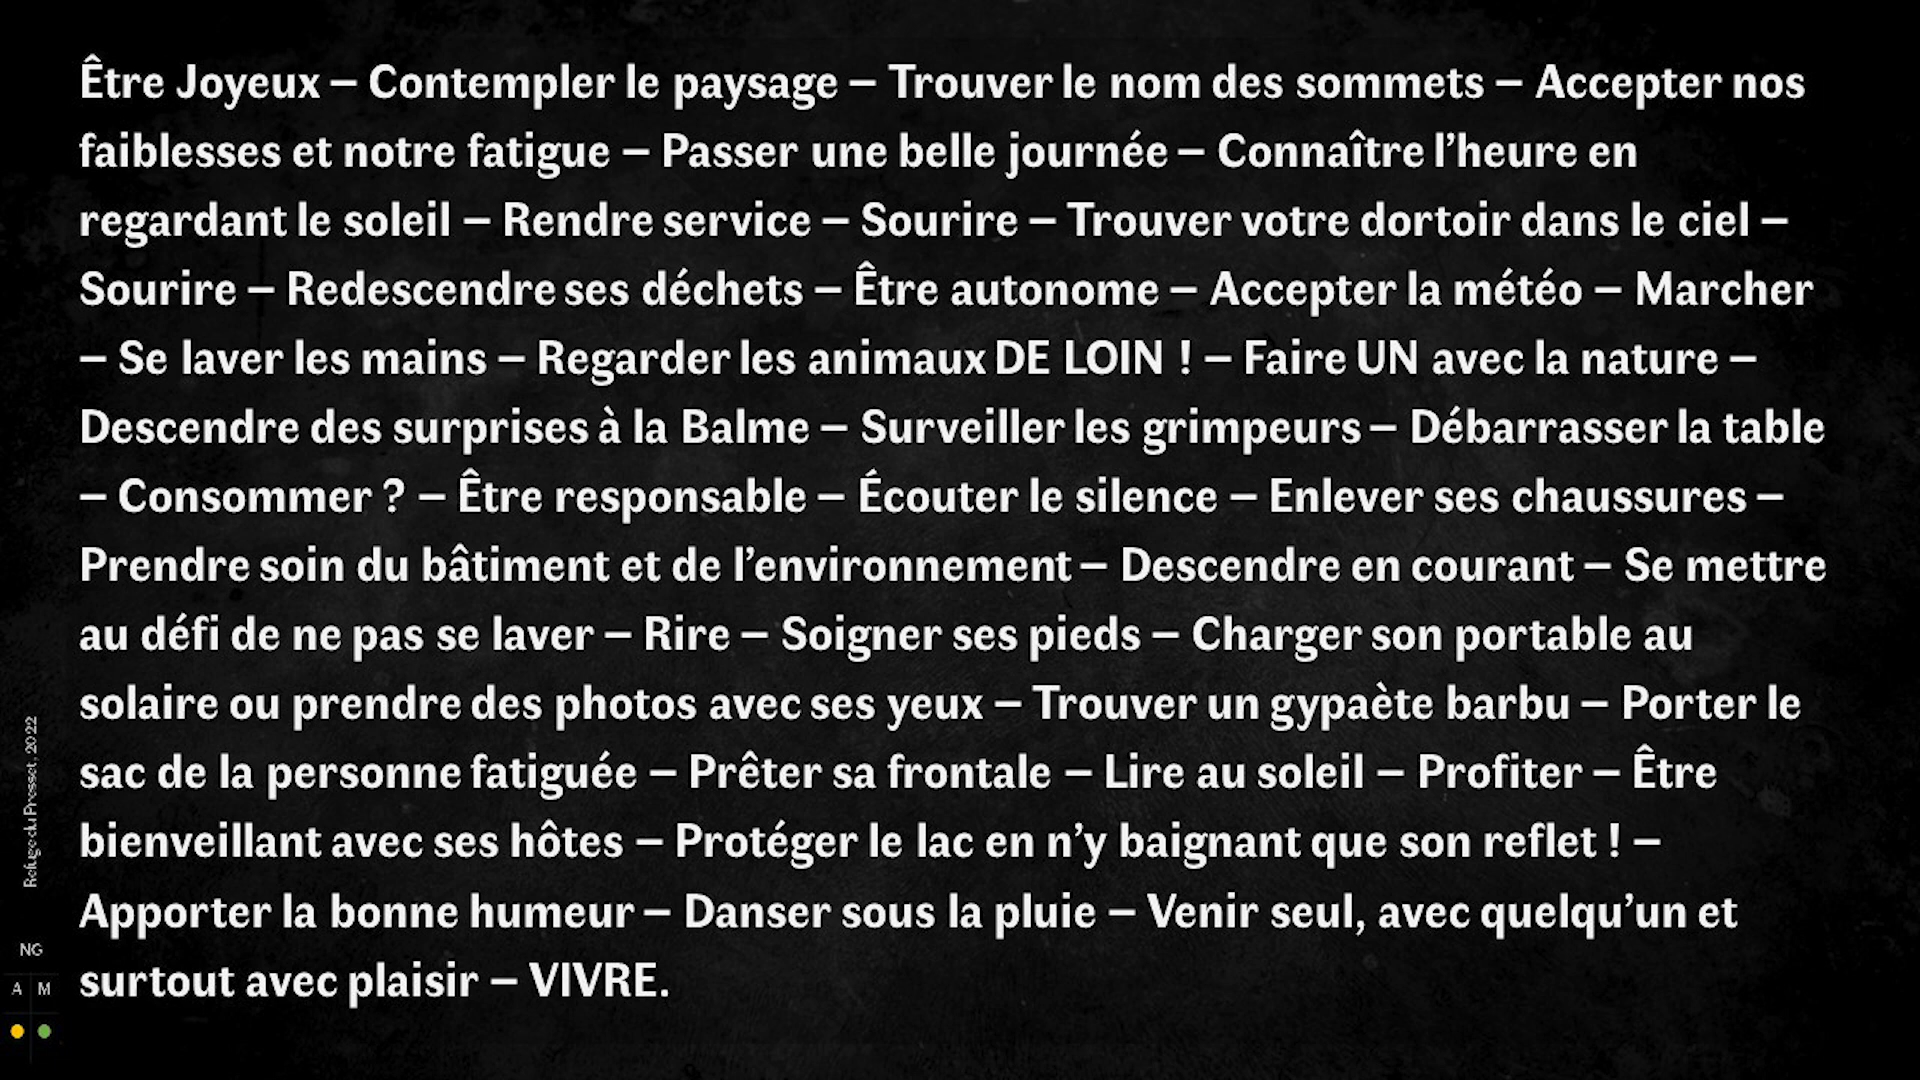 Être Joyeux – Contempler le paysage – Trouver le nom des sommets – Accepter nos
faiblesses et notre fatigue – Passer une belle journée – Connaître l’heure en
regardant le soleil – Rendre service – Sourire – Trouver votre dortoir dans le ciel –
Sourire – Redescendre ses déchets – Être autonome – Accepter la météo – Marcher
– Se laver les mains – Regarder les animaux DE LOIN ! – Faire UN avec la nature –
Descendre des surprises à la Balme – Surveiller les grimpeurs – Débarrasser la table
– Consommer ? – Être responsable – Écouter le silence – Enlever ses chaussures –
Prendre soin du bâtiment et de l’environnement – Descendre en courant – Se mettre
au défi de ne pas se laver – Rire – Soigner ses pieds – Charger son portable au
solaire ou prendre des photos avec ses yeux – Trouver un gypaète barbu – Porter le
sac de la personne fatiguée – Prêter sa frontale – Lire au soleil – Profiter – Être
bienveillant avec ses hôtes – Protéger le lac en n’y baignant que son reflet ! –
Apporter la bonne humeur – Danser sous la pluie – Venir seul, avec quelqu’un et
surtout avec plaisir – VIVRE.
Refuge du Presset, 2022
NG
A M